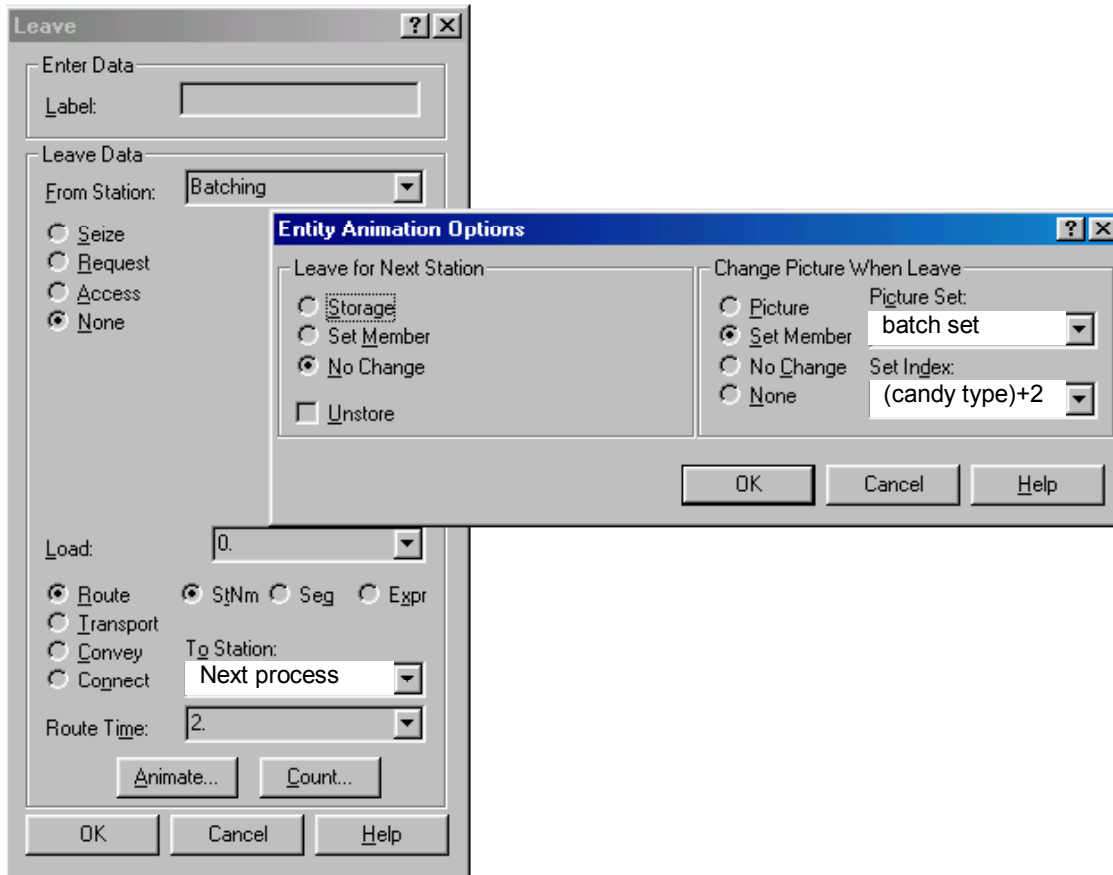 Leave
Enter Data
Label:
Leave Data
From Station: Batching
Seize
Request
Access
None
Entity Animation Options
Leave for Next Station
Storage
Set Member
No Change
Unstore
Change Picture When Leave
Picture
Set Member
No Change
None
Picture Set:
batch set
Set Index:
(candy type)+2
OK Cancel Help
Load: 0.
Route StNm Seg Expr
Transport
Convey
Connect
To Station:
Next process
Route Time: 2.
Animate... Count...
OK Cancel Help